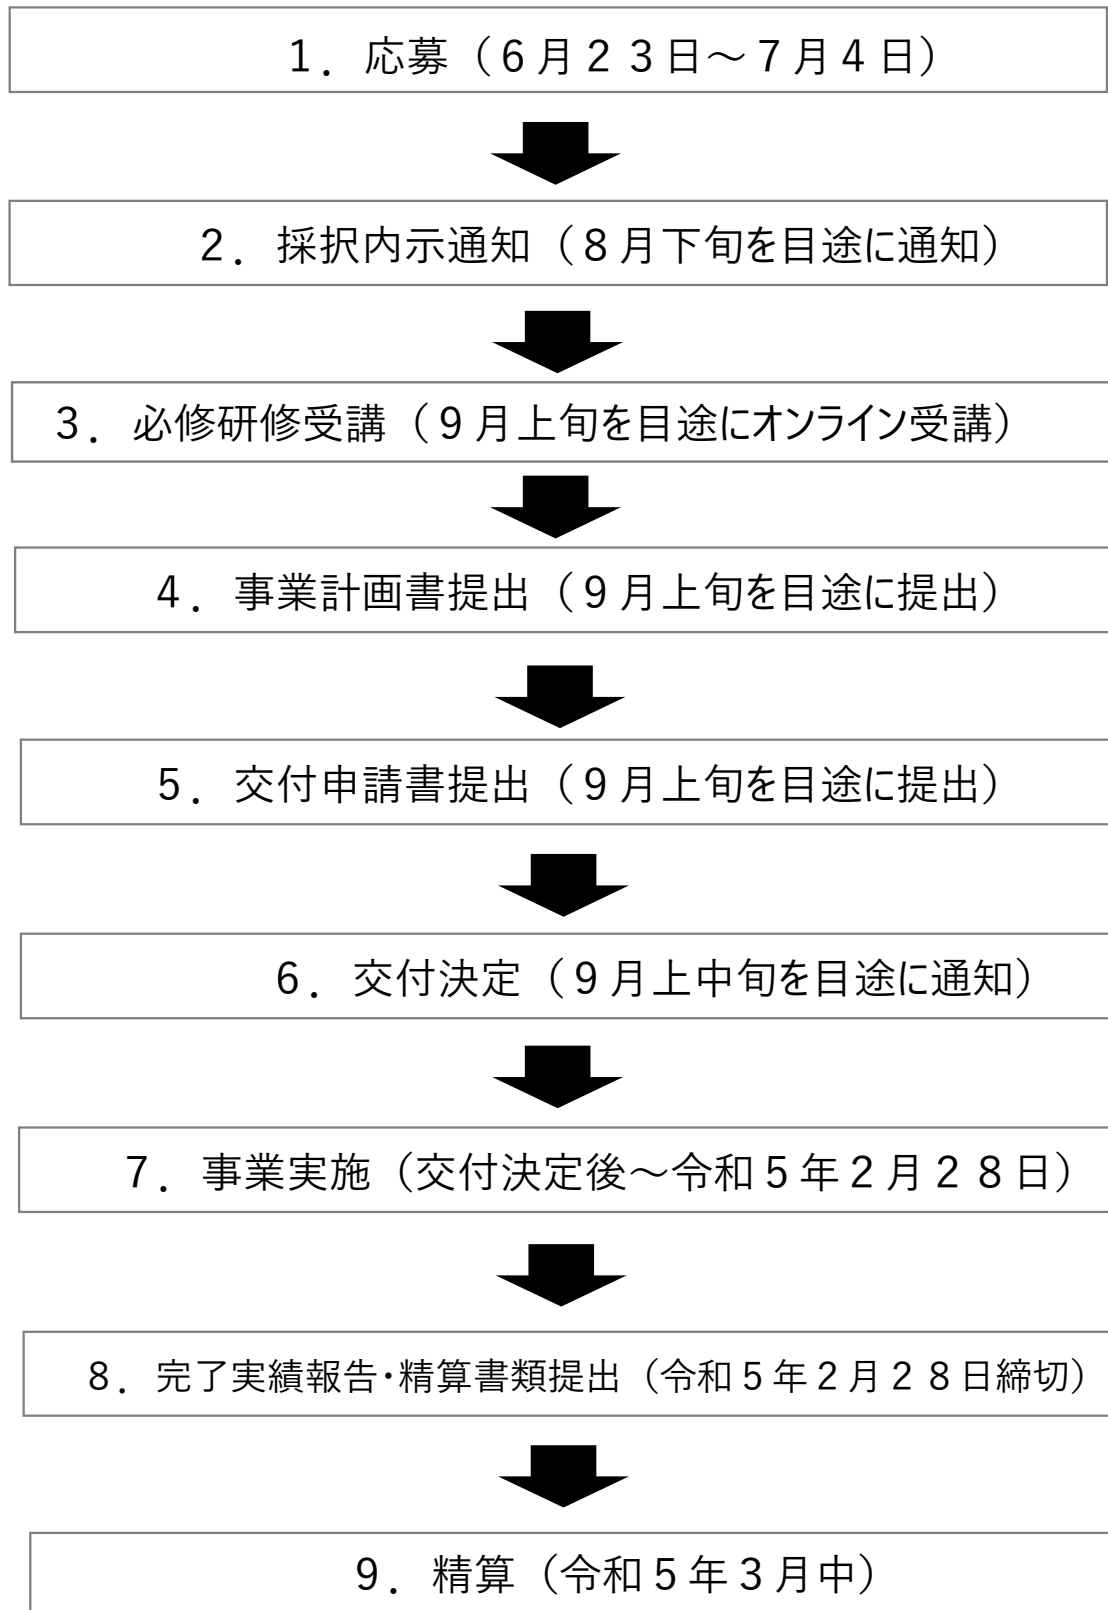 １．応募（６月２３日～７月４日）
２．採択内示通知（８月下旬を目途に通知）
３．必修研修受講（９月上旬を目途にオンライン受講）
４．事業計画書提出（９月上旬を目途に提出）
５．交付申請書提出（９月上旬を目途に提出）
６．交付決定（９月上中旬を目途に通知）
７．事業実施（交付決定後～令和５年２月２８日）
８．完了実績報告・精算書類提出（令和５年２月２８日締切）
９．精算（令和５年３月中）